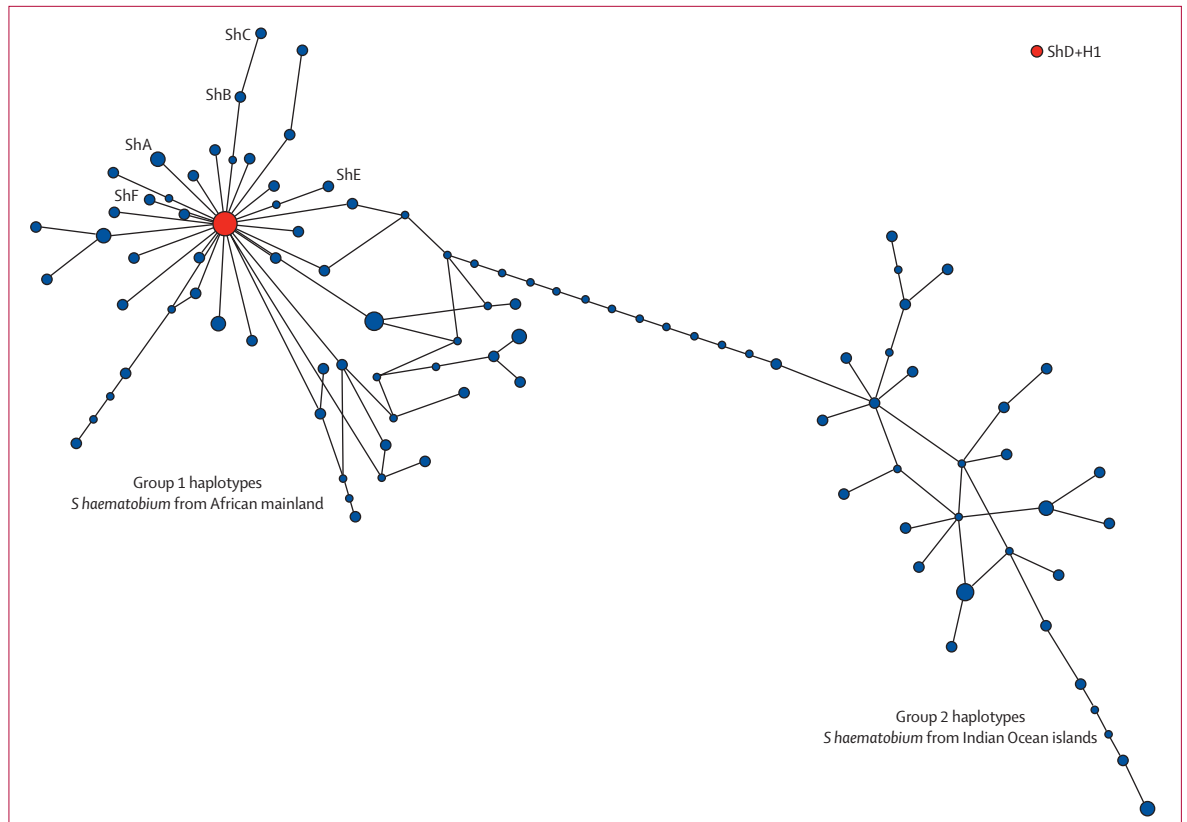 ShC
ShD+H1
ShB
ShA
ShE
ShF
Group 1 haplotypes
S haematobium from African mainland
Group 2 haplotypes
S haematobium from Indian Ocean islands